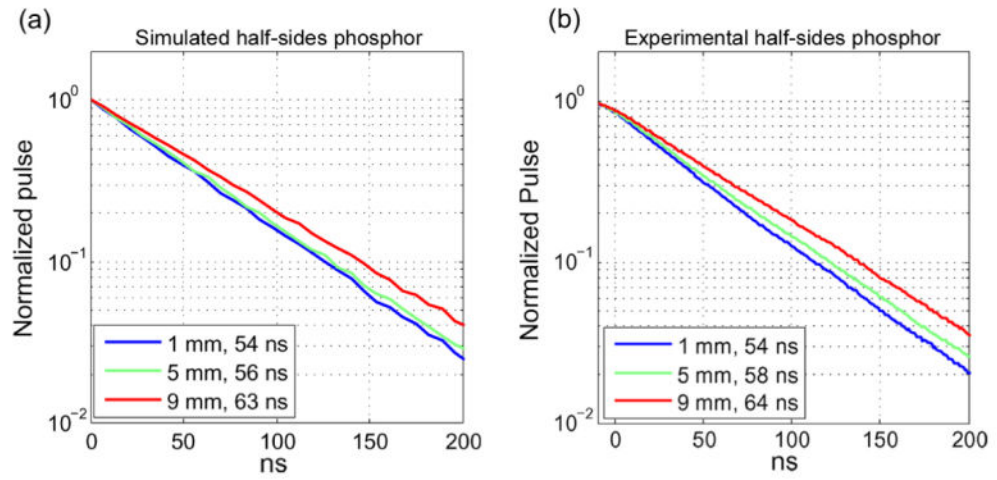 (a)
Simulated half-sides phosphor
10^0
10^-1
10^-2
Normalized pulse
1 mm, 54 ns
5 mm, 56 ns
9 mm, 63 ns
0 50 100 150 200
ns
(b)
Experimental half-sides phosphor
10^0
10^-1
10^-2
Normalized Pulse
1 mm, 54 ns
5 mm, 58 ns
9 mm, 64 ns
0 50 100 150 200
ns